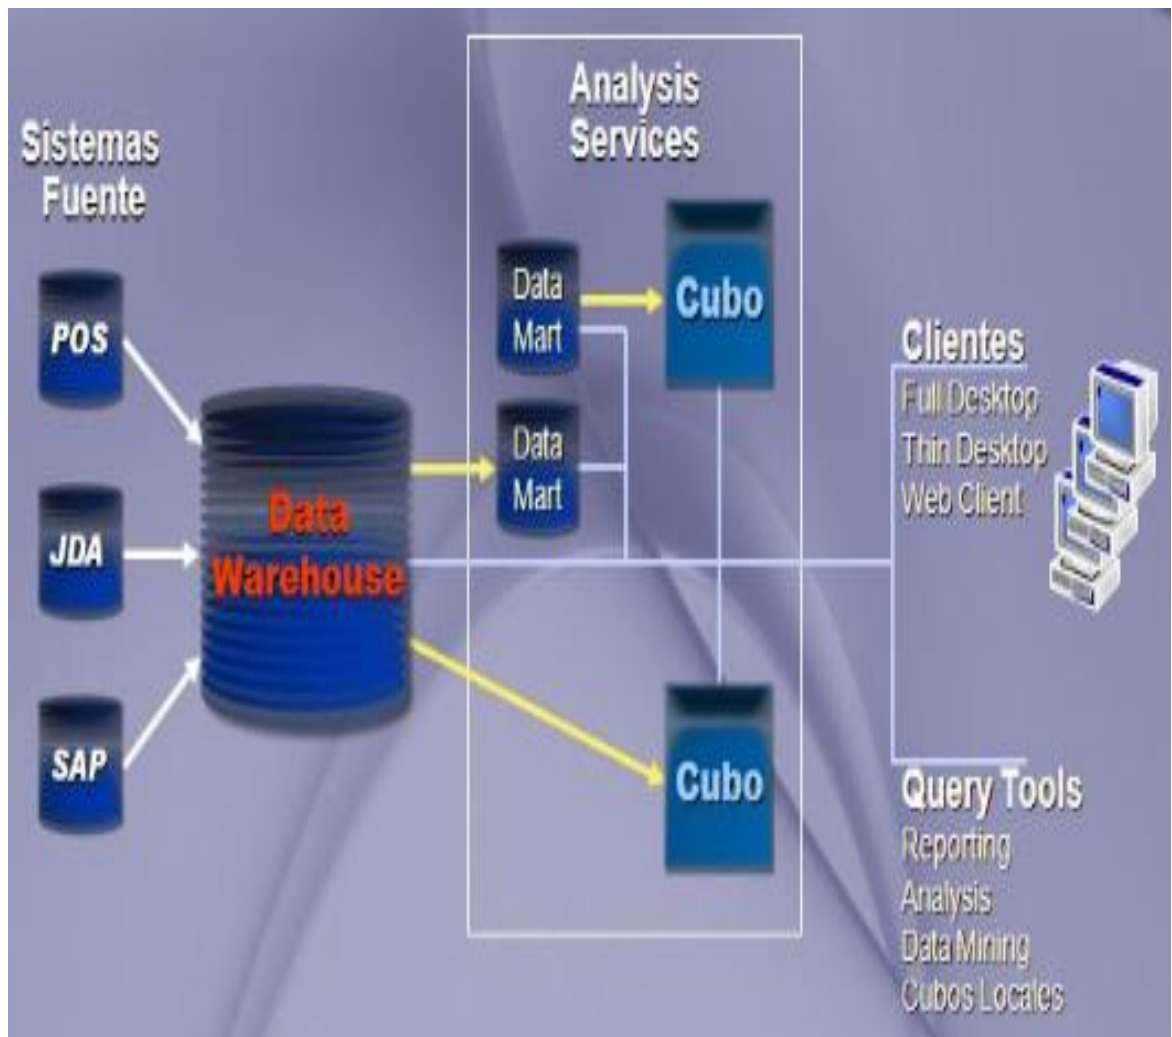 Sistemas
Fuente
POS
JDA
SAP
Data
Warehouse
Analysis
Services
Data
Mart
Data
Mart
Cubo
Cubo
Clientes
Full Desktop
Thin Desktop
Web Client
Query Tools
Reporting
Analysis
Data Mining
Cubos Locales